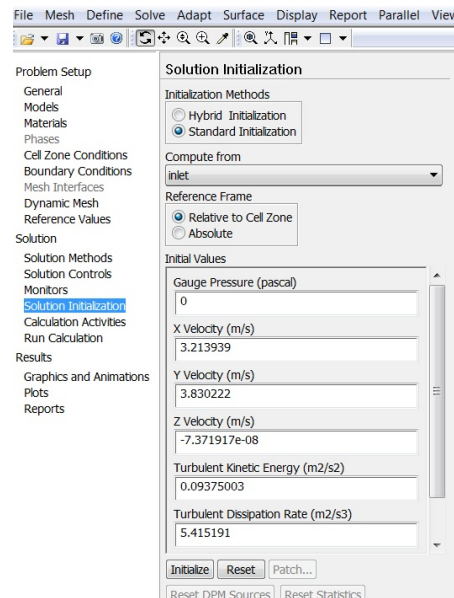 File Mesh Define Solve Adapt Surface Display Report Parallel View
Problem Setup
General
Models
Materials
Phases
Cell Zone Conditions
Boundary Conditions
Mesh Interfaces
Dynamic Mesh
Reference Values
Solution
Solution Methods
Solution Controls
Monitors
Solution Initialization
Calculation Activities
Run Calculation
Results
Graphics and Animations
Plots
Reports
Solution Initialization
Initialization Methods
Hybrid Initialization
Standard Initialization
Compute from
inlet
Reference Frame
Relative to Cell Zone
Absolute
Initial Values
Gauge Pressure (pascal)
0
X Velocity (m/s)
3.213939
Y Velocity (m/s)
3.830222
Z Velocity (m/s)
-7.371917e-08
Turbulent Kinetic Energy (m2/s2)
0.09375003
Turbulent Dissipation Rate (m2/s3)
5.415191
Initialize Reset Patch...
Reset DPM Sources Reset Statistics